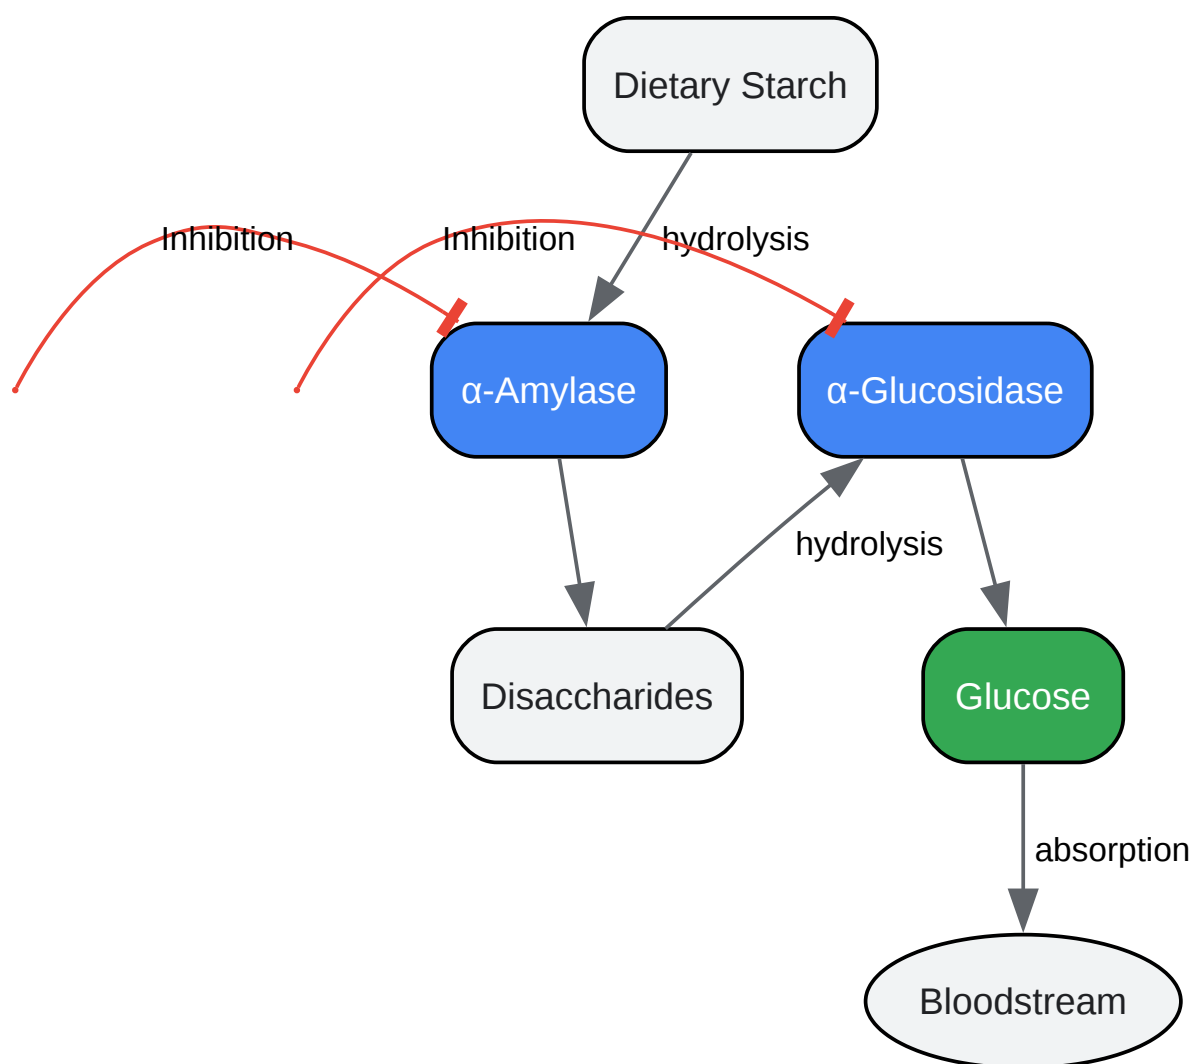 Dietary Starch
Inhibition
Inhibition
hydrolysis
α-Amylase
α-Glucosidase
hydrolysis
Disaccharides
Glucose
absorption
Bloodstream